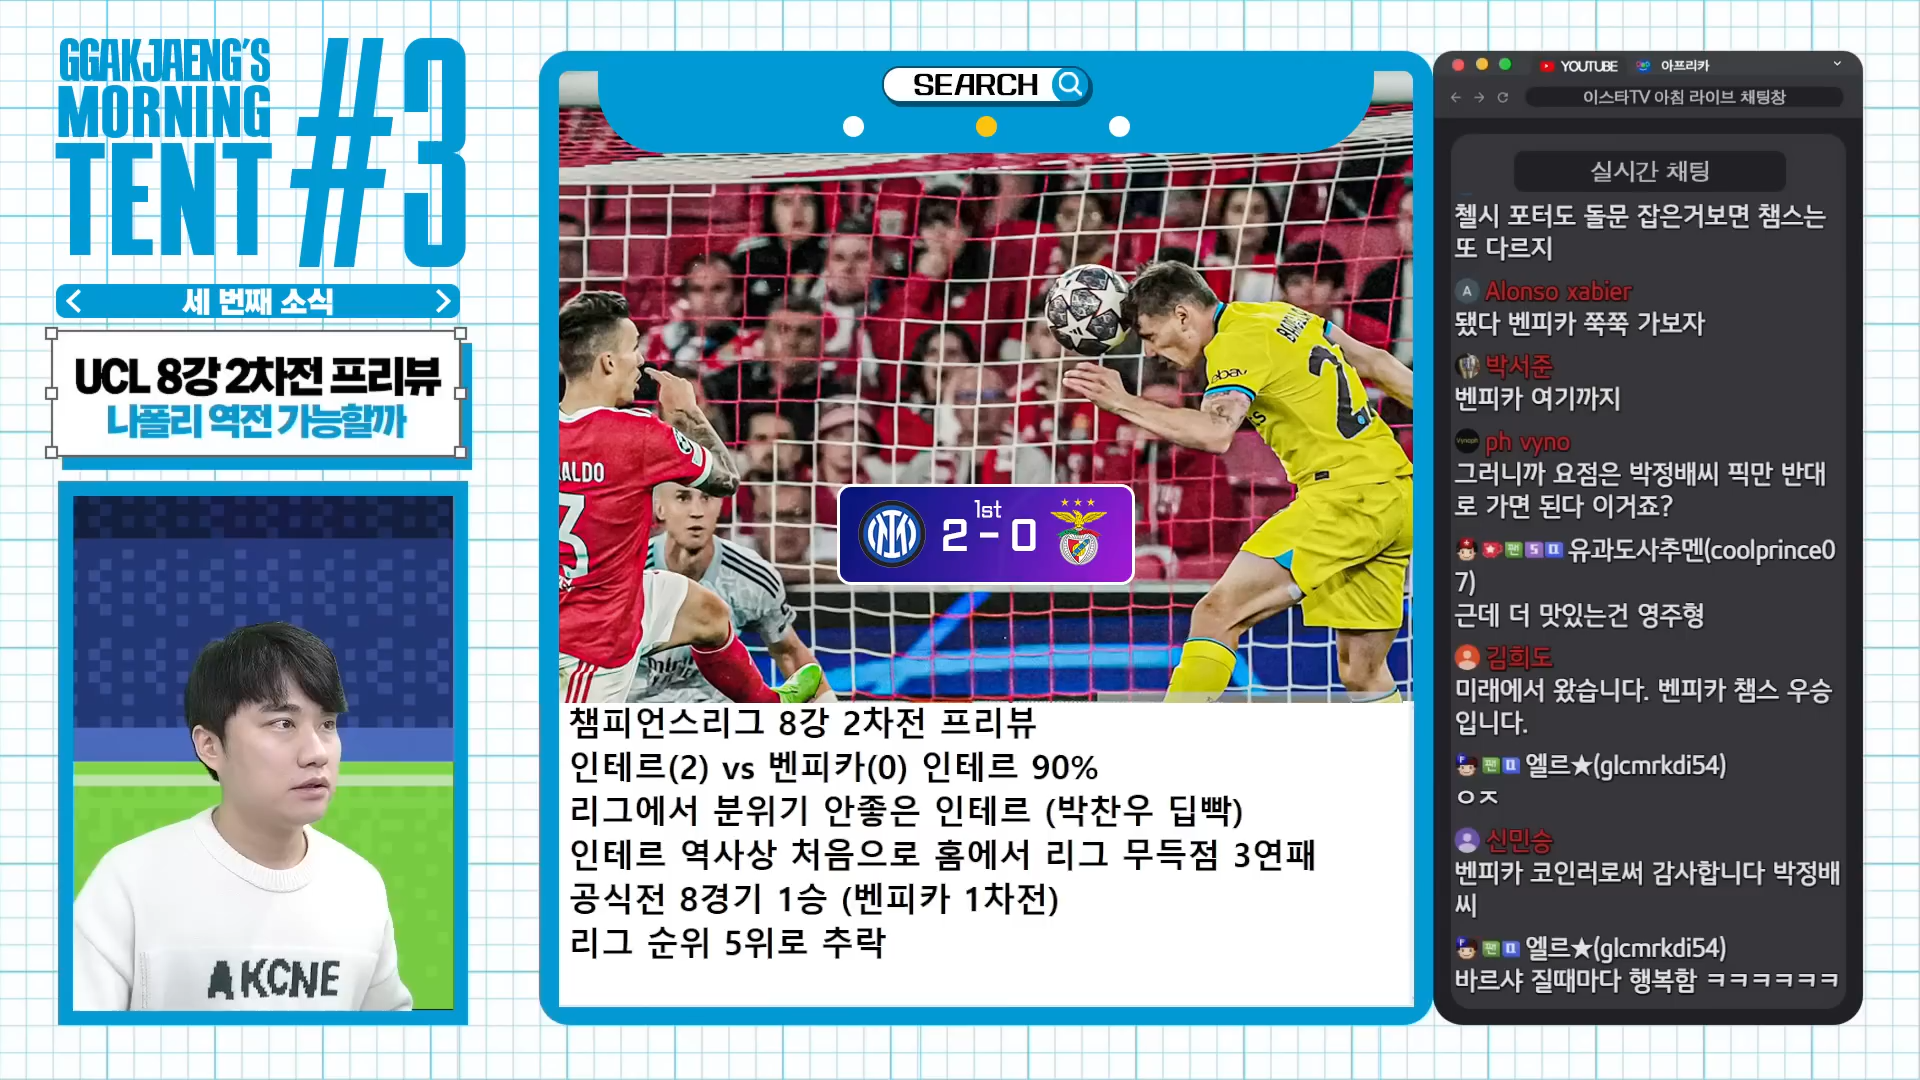 GGAKJAENG'S
MORNING
TENT
#3
세 번째 소식
UCL 8강 2차전 프리뷰
나폴리 역전 가능할까
AKCNE
SEARCH
ebay
ALDO
3
1st
2 - 0
챔피언스리그 8강 2차전 프리뷰
인테르(2) vs 벤피카(0) 인테르 90%
리그에서 분위기 안좋은 인테르 (박찬우 딥빡)
인테르 역사상 처음으로 홈에서 리그 무득점 3연패
공식전 8경기 1승 (벤피카 1차전)
리그 순위 5위로 추락
YOUTUBE
아프리카
이스타TV 아침 라이브 채팅창
실시간 채팅
첼시 포터도 돌문 잡은거보면 챔스는
또 다르지
A Alonso xabier
됐다 벤피카 쭉쭉 가보자
박서준
벤피카 여기까지
ph vyno
그러니까 요점은 박정배씨 픽만 반대
로 가면 된다 이거죠?
팬 5 유과도사추멘(coolprince0
7)
근데 더 맛있는건 영주형
김희도
미래에서 왔습니다. 벤피카 챔스 우승
입니다.
팬 엘르★(glcmrkdi54)
ㅇㅈ
신민승
벤피카 코인러로써 감사합니다 박정배
씨
팬 엘르★(glcmrkdi54)
바르샤 질때마다 행복함 ㅋㅋㅋㅋㅋㅋ